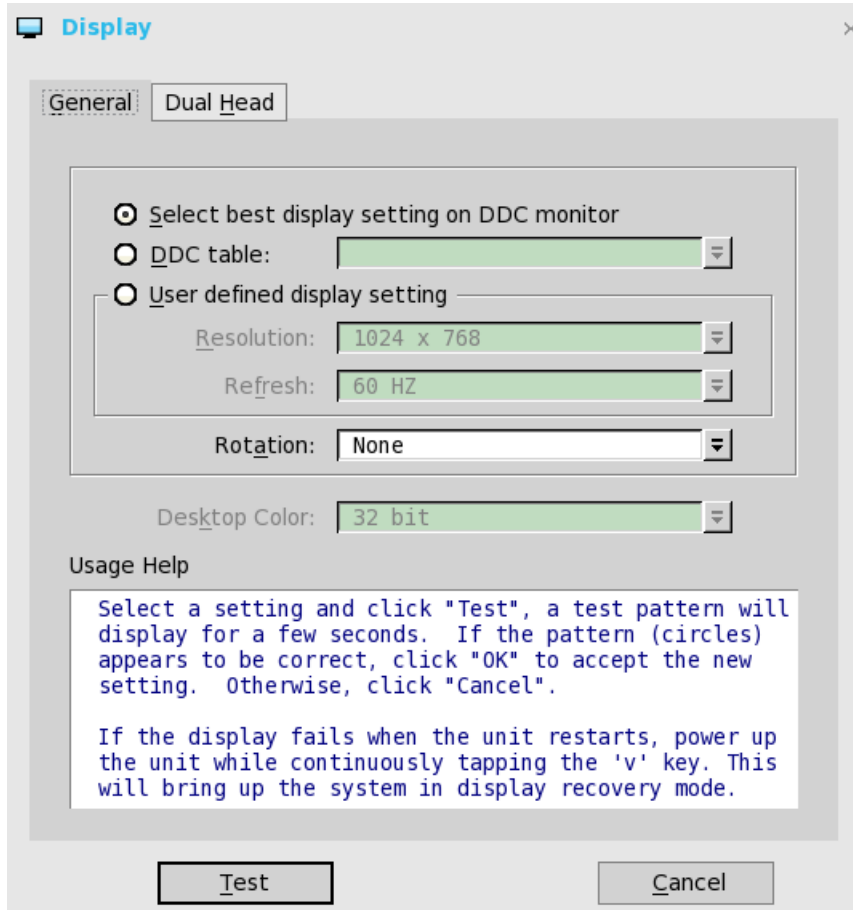 Display
General Dual Head
Select best display setting on DDC monitor
DDC table:
User defined display setting
Resolution: 1024 x 768
Refresh: 60 HZ
Rotation: None
Desktop Color: 32 bit
Usage Help
Select a setting and click "Test", a test pattern will
display for a few seconds.  If the pattern (circles)
appears to be correct, click "OK" to accept the new
setting.  Otherwise, click "Cancel".
If the display fails when the unit restarts, power up
the unit while continuously tapping the 'v' key. This
will bring up the system in display recovery mode.
Test Cancel